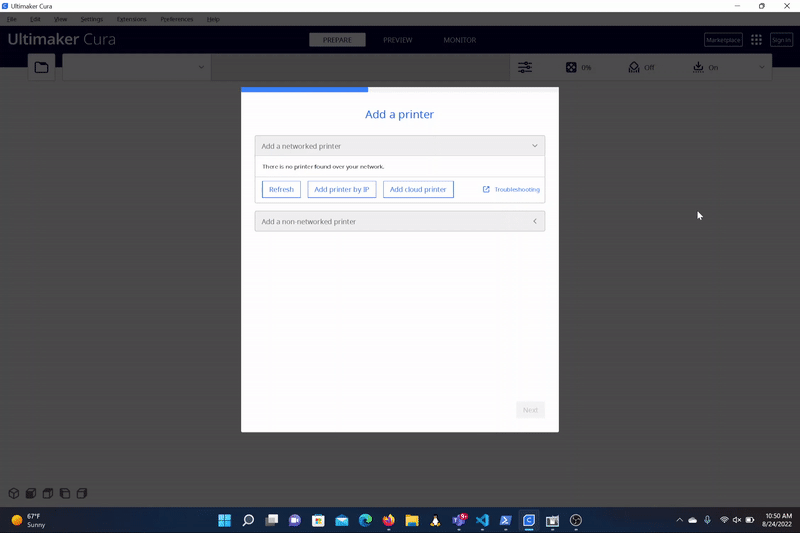 Ultimaker Cura
File Edit View Settings Extensions Preferences Help
Ultimaker Cura PREPARE PREVIEW MONITOR Marketplace Sign in
0% Off On
Add a printer
Add a networked printer
There is no printer found over your network.
Refresh Add printer by IP Add cloud printer Troubleshooting
Add a non-networked printer
Next
67°F
Sunny
9+
10:50 AM
8/24/2022